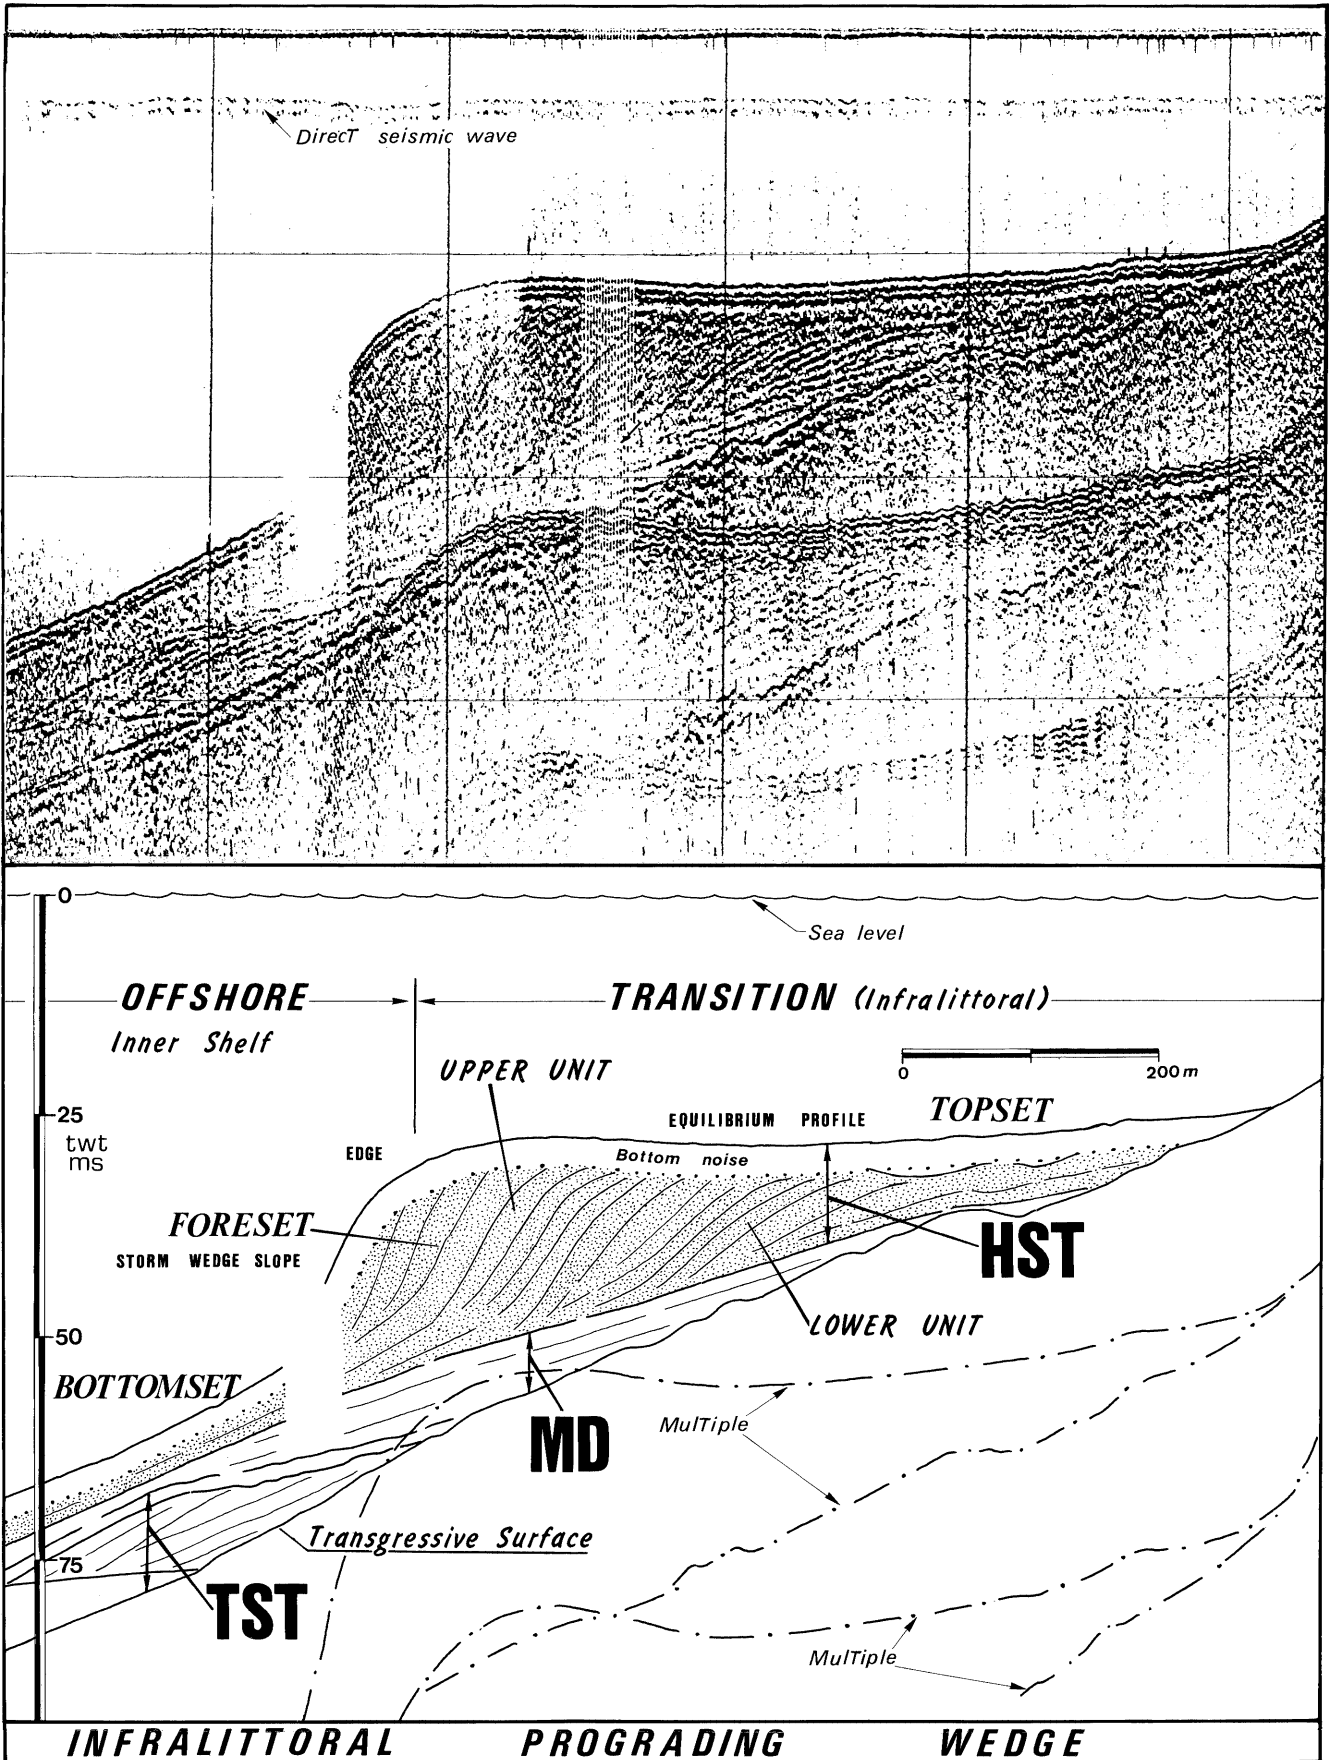 DirecT seismic wave
0
Sea level
OFFSHORE
TRANSITION (Infralittoral)
Inner Shelf
UPPER UNIT
0 200 m
25
twt
ms
EQUILIBRIUM PROFILE
TOPSET
EDGE
Bottom noise
FORESET
STORM WEDGE SLOPE
HST
LOWER UNIT
50
BOTTOMSET
MulTiple
MD
Transgressive Surface
75
TST
MulTiple
INFRALITTORAL PROGRADING WEDGE